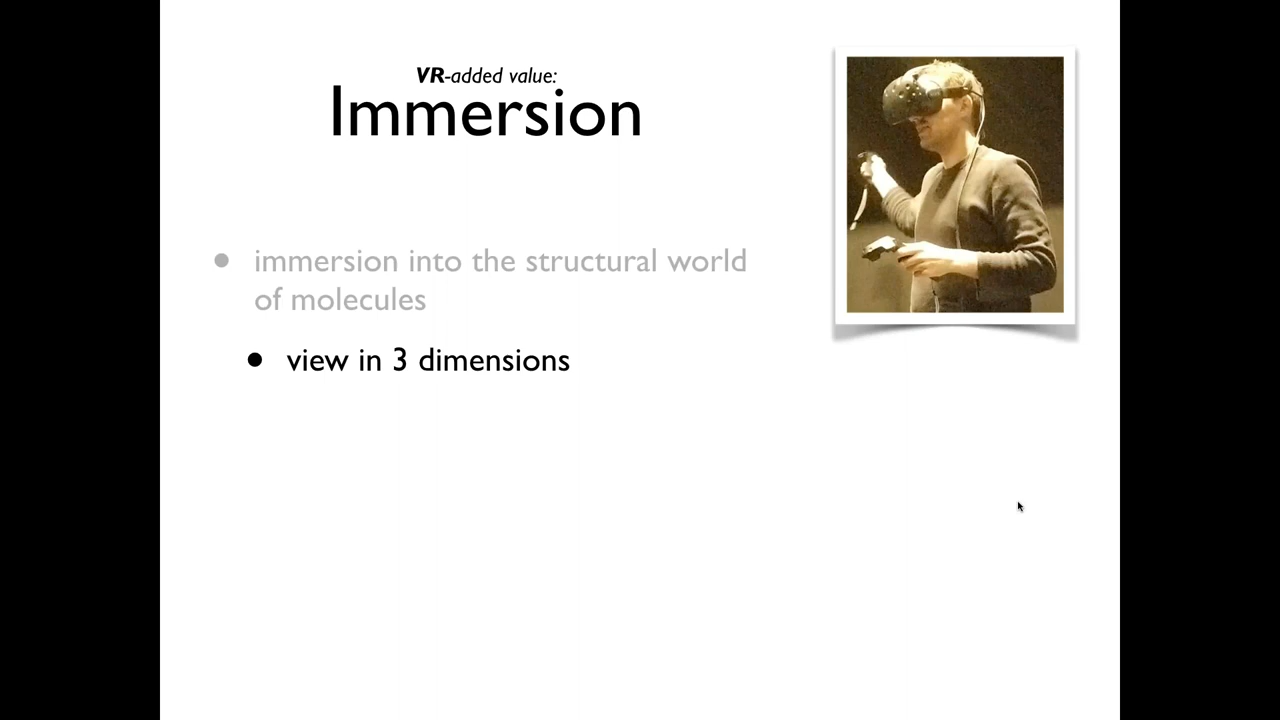 VR-added value:
Immersion
• immersion into the structural world
of molecules
• view in 3 dimensions